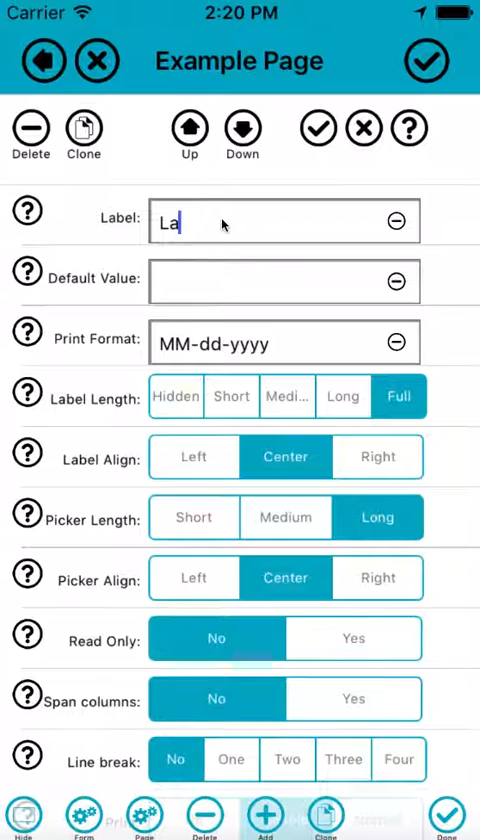 Carrier 2:20 PM
Example Page
Delete Clone Up Down
Label: La
Default Value:
Print Format: MM-dd-yyyy
Label Length: Hidden Short Medi... Long Full
Label Align: Left Center Right
Picker Length: Short Medium Long
Picker Align: Left Center Right
Read Only: No Yes
Span columns: No Yes
Line break: No One Two Three Four
Hide Form Page Delete Add Clone Done